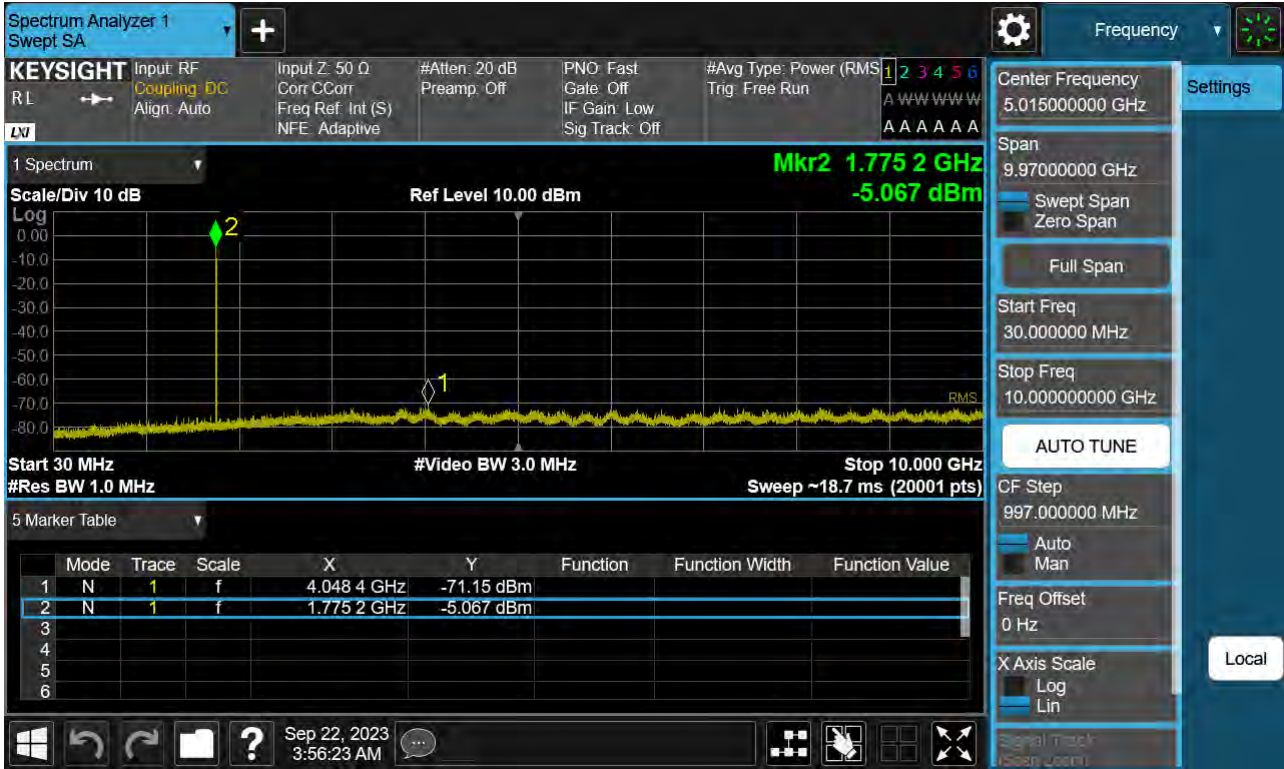 Spectrum Analyzer 1
Swept SA
+
Frequency
KEYSIGHT
RL
LXI
Input: RF
Coupling: DC
Align: Auto
Input Z: 50 Ω
Corr CCorr
Freq Ref: Int (S)
NFE: Adaptive
#Atten: 20 dB
Preamp: Off
PNO: Fast
Gate: Off
IF Gain: Low
Sig Track: Off
#Avg Type: Power (RMS
Trig: Free Run
1 2 3 4 5 6
A W W W W W
A A A A A A
1 Spectrum
Mkr2 1.775 2 GHz
-5.067 dBm
Scale/Div 10 dB
Ref Level 10.00 dBm
Log
0.00
-10.0
-20.0
-30.0
-40.0
-50.0
-60.0
-70.0
-80.0
2
1
RMS
Start 30 MHz
#Video BW 3.0 MHz
Stop 10.000 GHz
#Res BW 1.0 MHz
Sweep ~18.7 ms (20001 pts)
5 Marker Table
Mode Trace Scale X Y Function Function Width Function Value
1 N 1 f 4.048 4 GHz -71.15 dBm
2 N 1 f 1.775 2 GHz -5.067 dBm
3
4
5
6
Sep 22, 2023
3:56:23 AM
?
Center Frequency
5.015000000 GHz
Settings
Span
9.97000000 GHz
Swept Span
Zero Span
Full Span
Start Freq
30.000000 MHz
Stop Freq
10.000000000 GHz
AUTO TUNE
CF Step
997.000000 MHz
Auto
Man
Freq Offset
0 Hz
X Axis Scale
Log
Lin
Local
Signal Track
(Span Zoom)